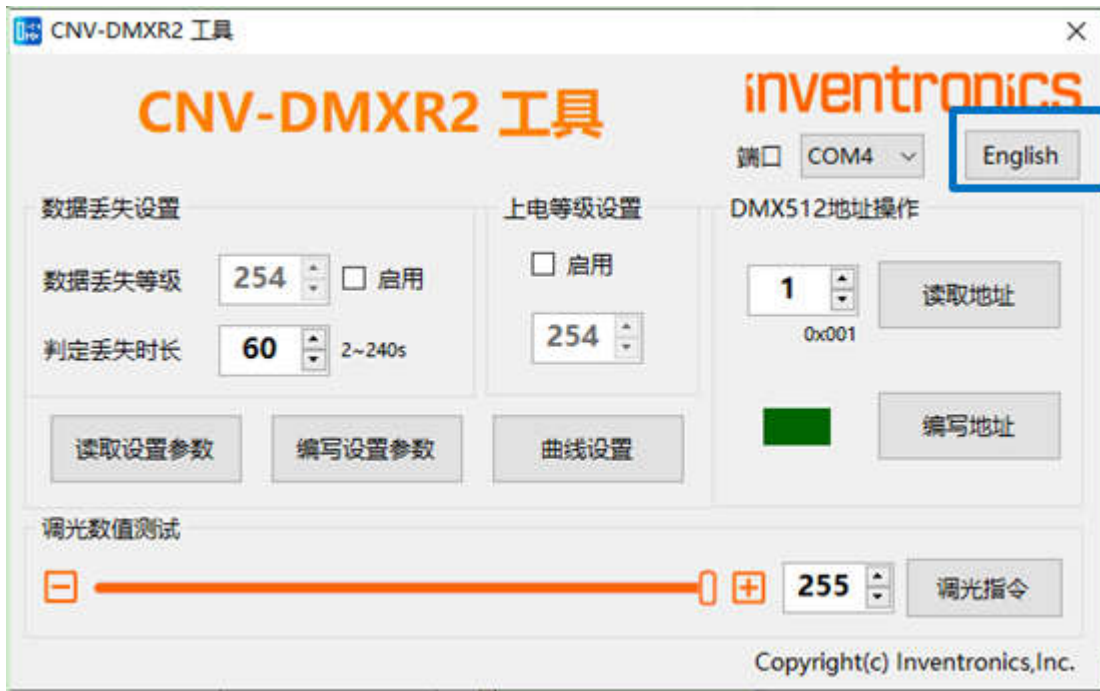 CNV-DMXR2 工具
CNV-DMXR2 工具
inventronics
端口 COM4 English
数据丢失设置
数据丢失等级 254 启用
判定丢失时长 60 2~240s
上电等级设置
启用
254
DMX512地址操作
1 读取地址
0x001
编写地址
读取设置参数 编写设置参数 曲线设置
调光数值测试
255 调光指令
Copyright(c) Inventronics,Inc.